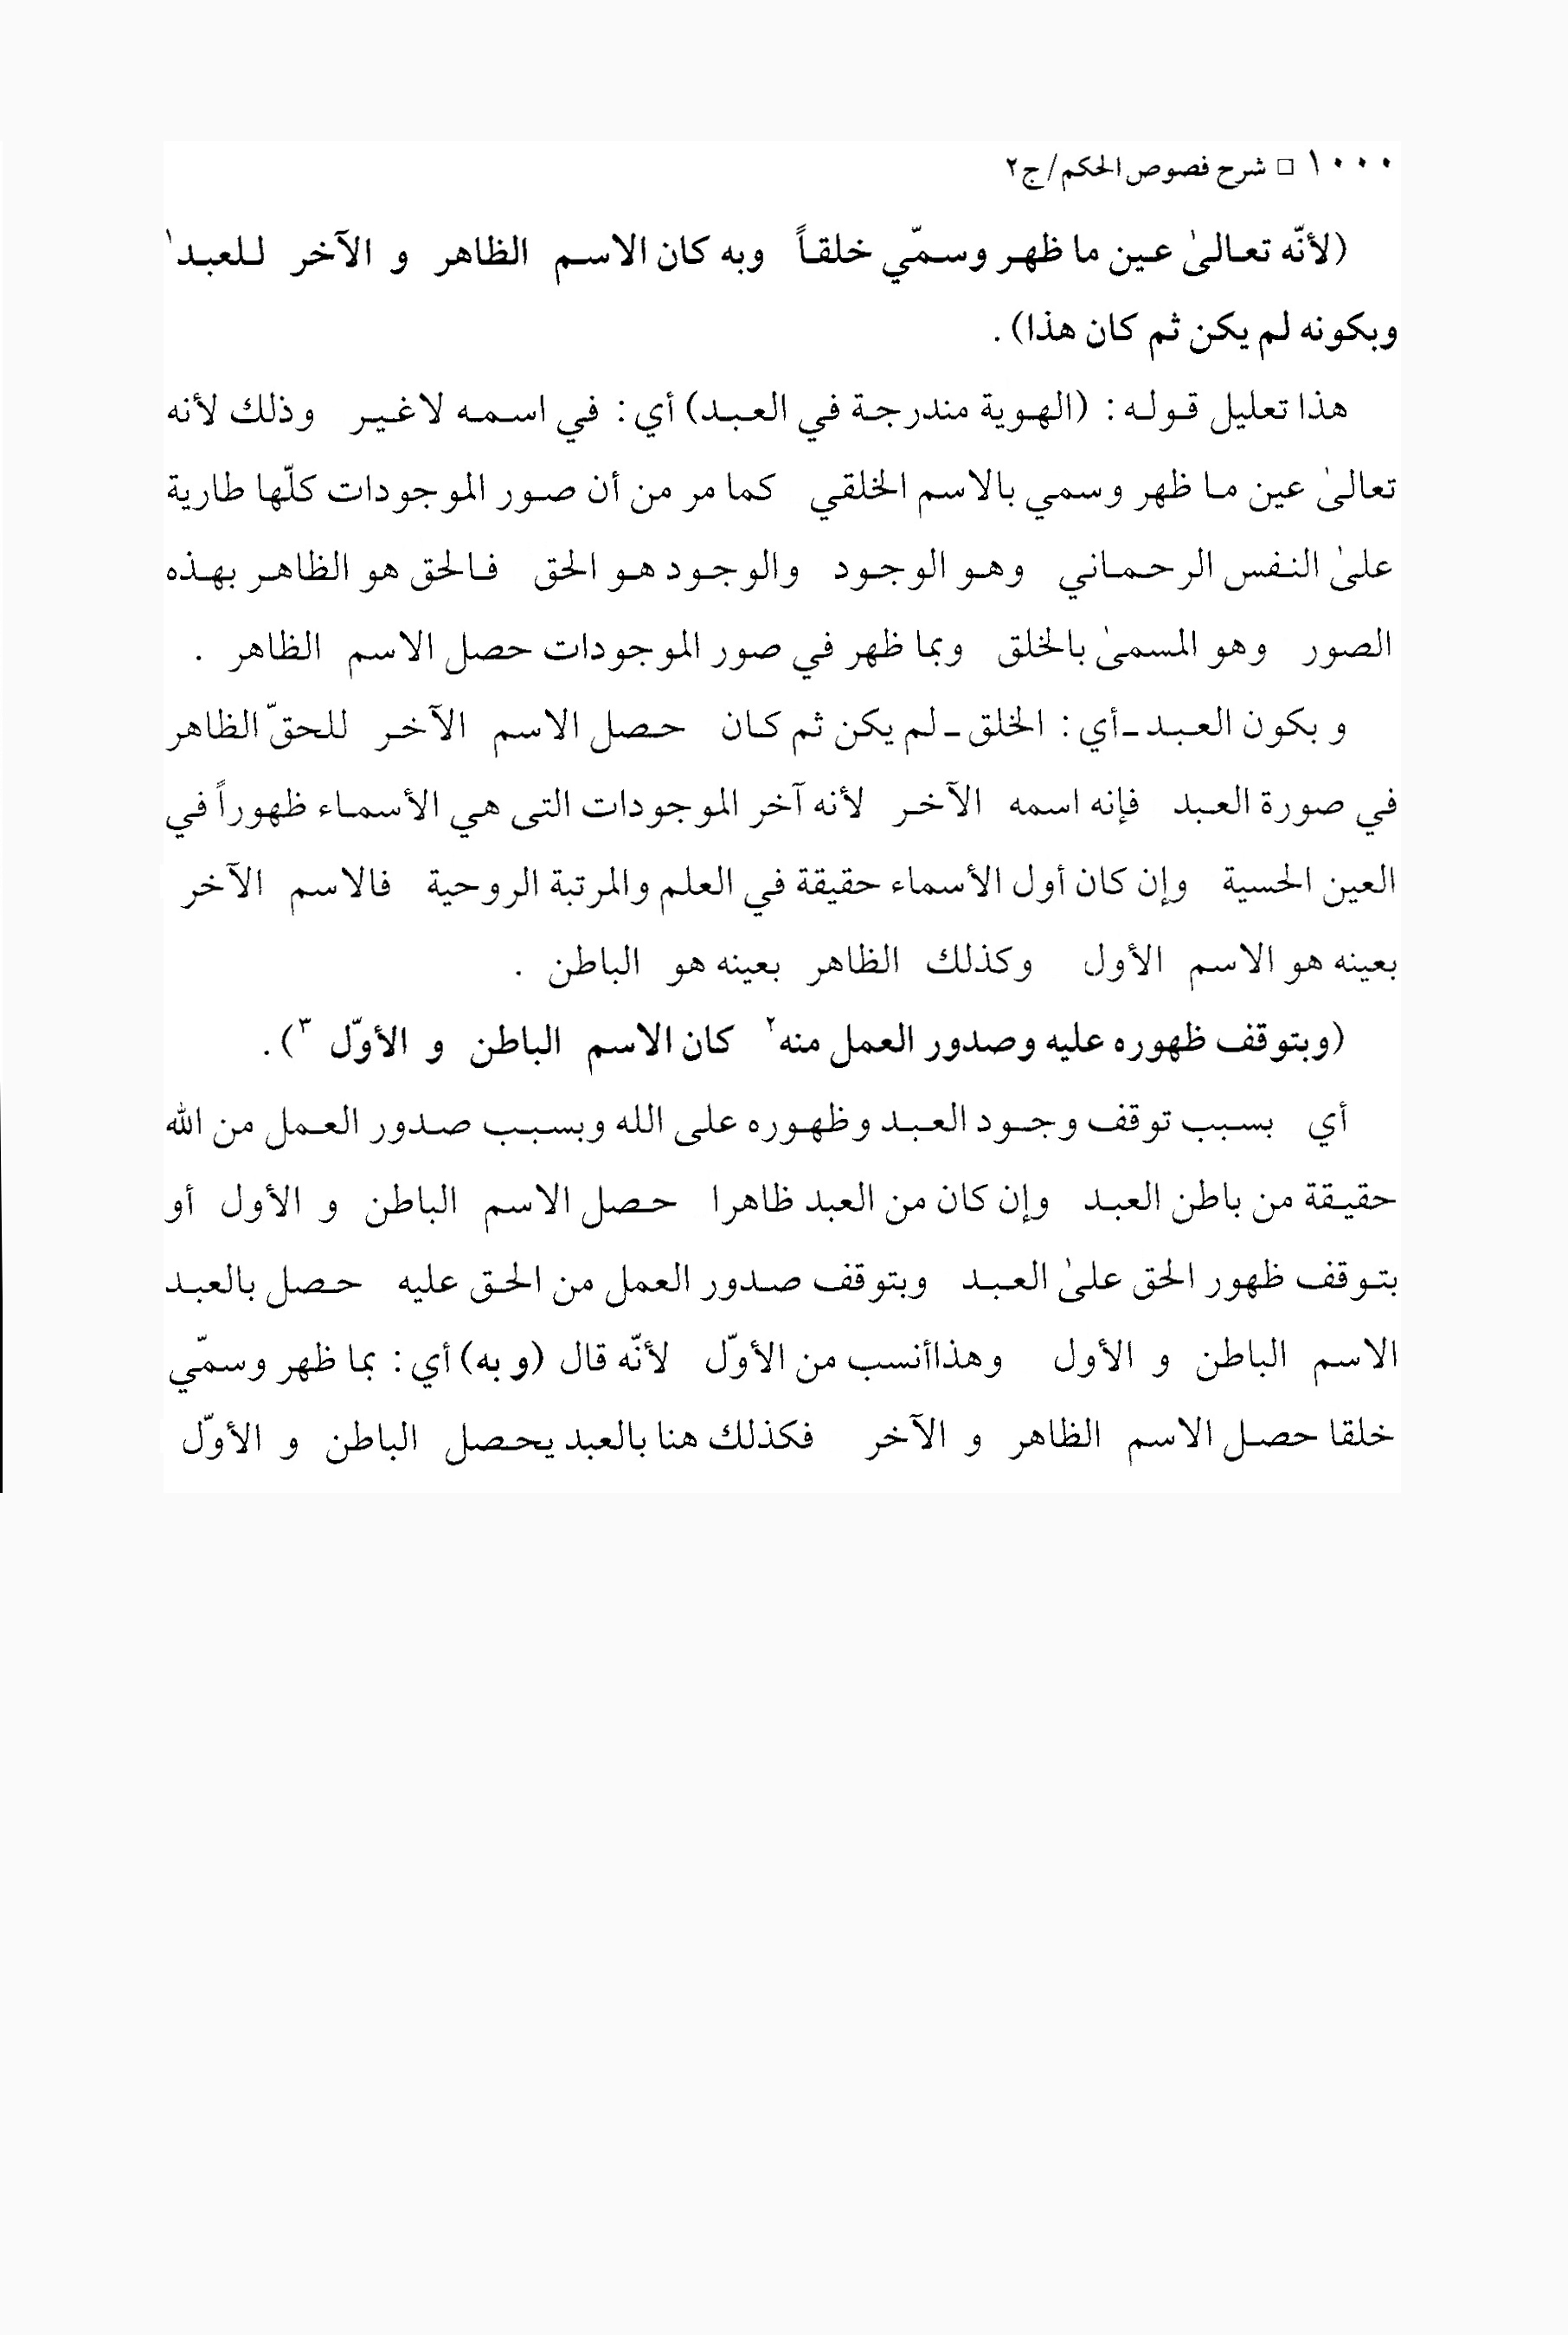 ١٠٠٠ □ شرح فصوص الحكم/ج٢
(لأنّه تعالىٰ عين ما ظهر وسمّي خلقاً وبه كان الاسم الظاهر و الآخر للعبد١
وبكونه لم يكن ثم كان هذا).
هذا تعليل قوله: (الهوية مندرجة في العبد) أي: في اسمه لاغير وذلك لأنه
تعالىٰ عين ما ظهر وسمي بالاسم الخلقي كما مر من أن صور الموجودات كلّها طارية
علىٰ النفس الرحماني وهو الوجود والوجود هو الحق فالحق هو الظاهر بهذه
الصور وهو المسمىٰ بالخلق وبما ظهر في صور الموجودات حصل الاسم الظاهر .
و بكون العبد ـ أي: الخلق ـ لم يكن ثم كان حصل الاسم الآخر للحقّ الظاهر
في صورة العبد فإنه اسمه الآخر لأنه آخر الموجودات التى هي الأسماء ظهوراً في
العين الحسية وإن كان أول الأسماء حقيقة في العلم والمرتبة الروحية فالاسم الآخر
بعينه هو الاسم الأول وكذلك الظاهر بعينه هو الباطن .
(وبتوقف ظهوره عليه وصدور العمل منه٢ كان الاسم الباطن و الأوّل ٣).
أي بسبب توقف وجود العبد وظهوره على الله وبسبب صدور العمل من الله
حقيقة من باطن العبد وإن كان من العبد ظاهرا حصل الاسم الباطن و الأول أو
بتوقف ظهور الحق علىٰ العبد وبتوقف صدور العمل من الحق عليه حصل بالعبد
الاسم الباطن و الأول وهذاأنسب من الأوّل لأنّه قال (و به) أي: بما ظهر وسمّي
خلقا حصل الاسم الظاهر و الآخر فكذلك هنا بالعبد يحصل الباطن و الأوّل